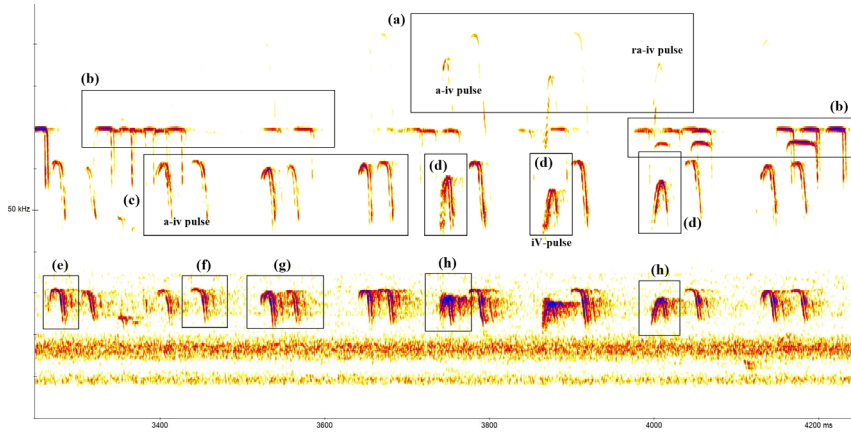 (a)
ra-iv pulse
(b)
a-iv pulse
(b)
(d)
(d)
(c)
a-iv pulse
50 kHz
(d)
iV-pulse
(e)
(f)
(g)
(h)
(h)
3400
3600
3800
4000
4200 ms